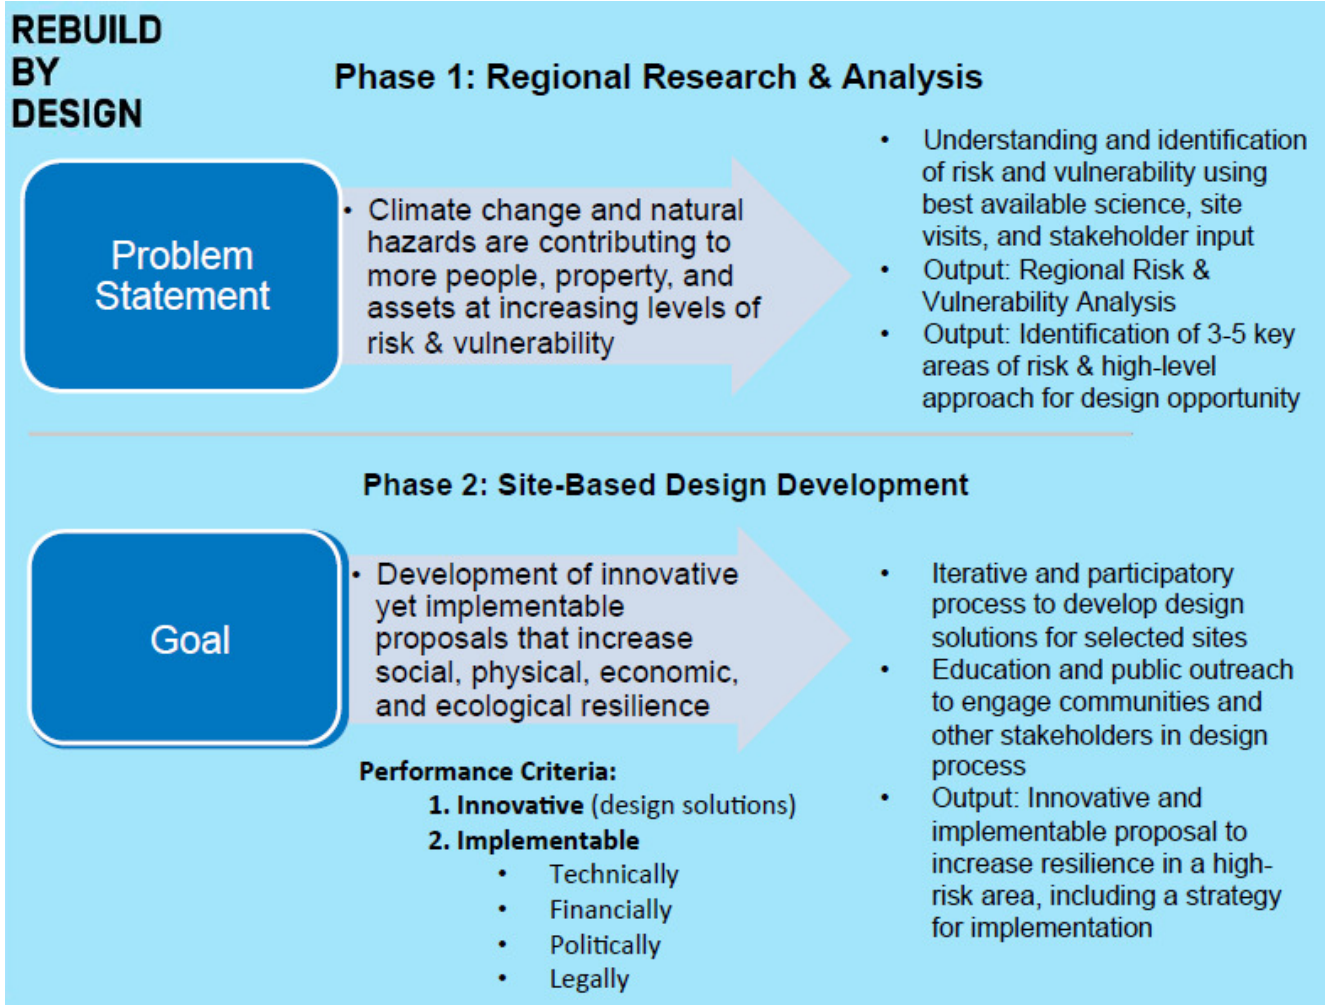 REBUILD
BY
DESIGN
Phase 1: Regional Research & Analysis
Problem
Statement
• Climate change and natural
hazards are contributing to
more people, property, and
assets at increasing levels of
risk & vulnerability
• Understanding and identification
of risk and vulnerability using
best available science, site
visits, and stakeholder input
• Output: Regional Risk &
Vulnerability Analysis
• Output: Identification of 3-5 key
areas of risk & high-level
approach for design opportunity
Phase 2: Site-Based Design Development
Goal
• Development of innovative
yet implementable
proposals that increase
social, physical, economic,
and ecological resilience
Performance Criteria:
1. Innovative (design solutions)
2. Implementable
• Technically
• Financially
• Politically
• Legally
• Iterative and participatory
process to develop design
solutions for selected sites
• Education and public outreach
to engage communities and
other stakeholders in design
process
• Output: Innovative and
implementable proposal to
increase resilience in a high-
risk area, including a strategy
for implementation